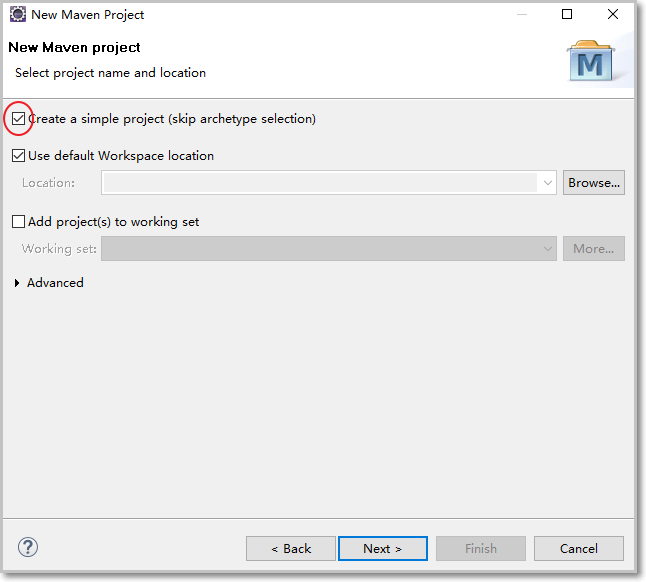 New Maven Project
New Maven project
Select project name and location
M
Create a simple project (skip archetype selection)
Use default Workspace location
Location:
Browse...
Add project(s) to working set
Working set:
More...
Advanced
?
< Back
Next >
Finish
Cancel